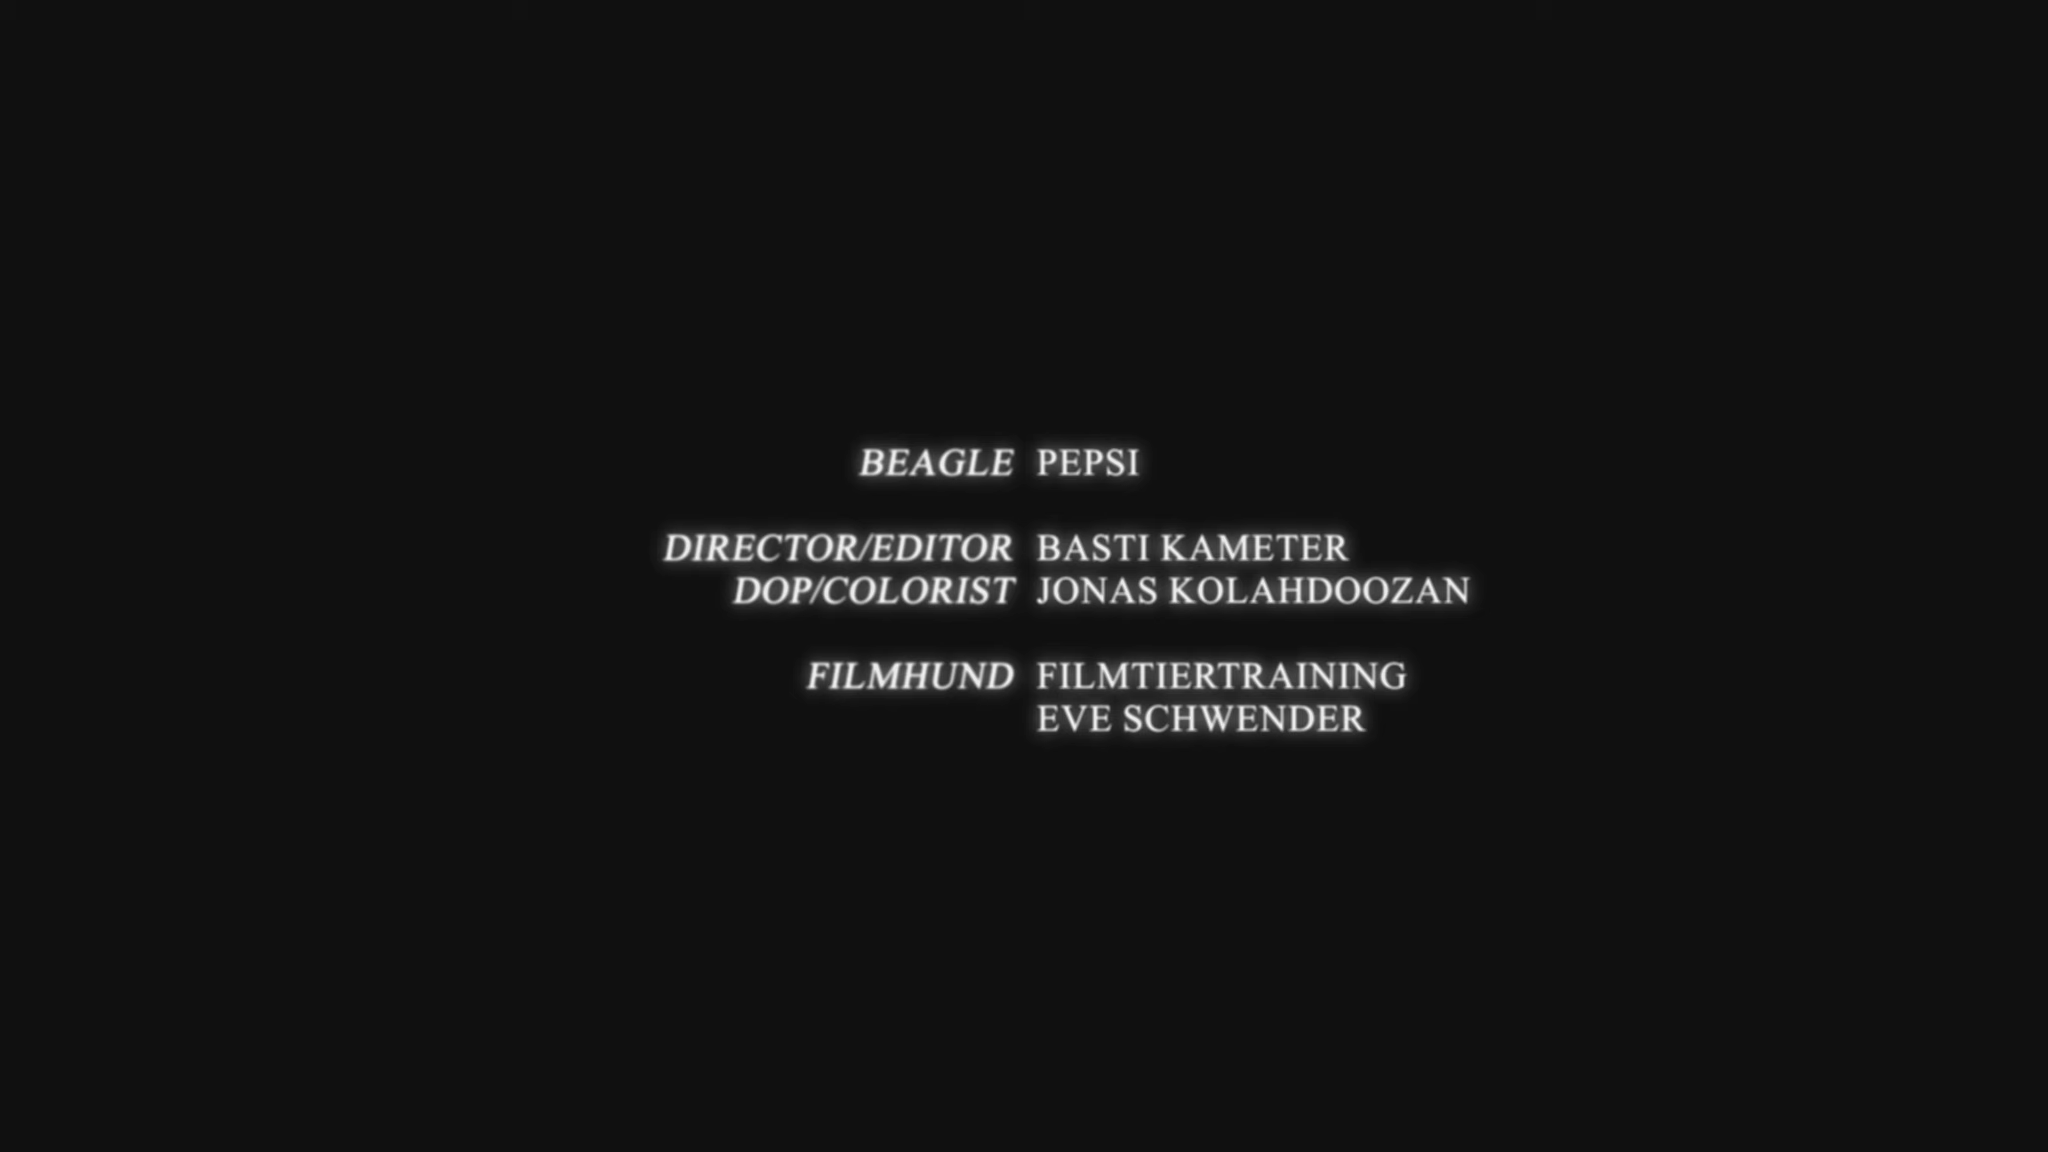 BEAGLE PEPSI
DIRECTOR/EDITOR BASTI KAMETER
DOP/COLORIST JONAS KOLAHDOOZAN
FILMHUND FILMTIERTRAINING
EVE SCHWENDER